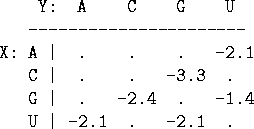 Y: A C G U
------------------------
X: A | . . . -2.1
C | . . -3.3 .
G | . -2.4 . -1.4
U | -2.1 . -2.1 .